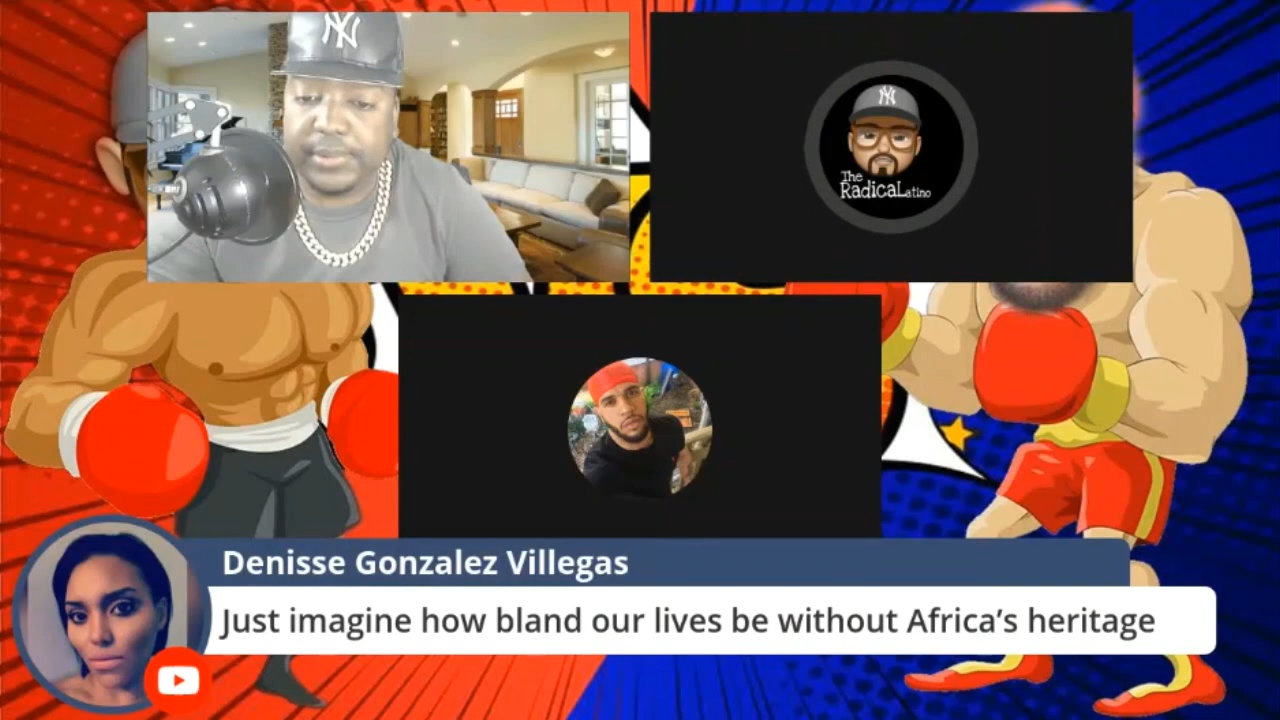 NY
NY
The
RadicaLatino
Denisse Gonzalez Villegas
Just imagine how bland our lives be without Africa’s heritage